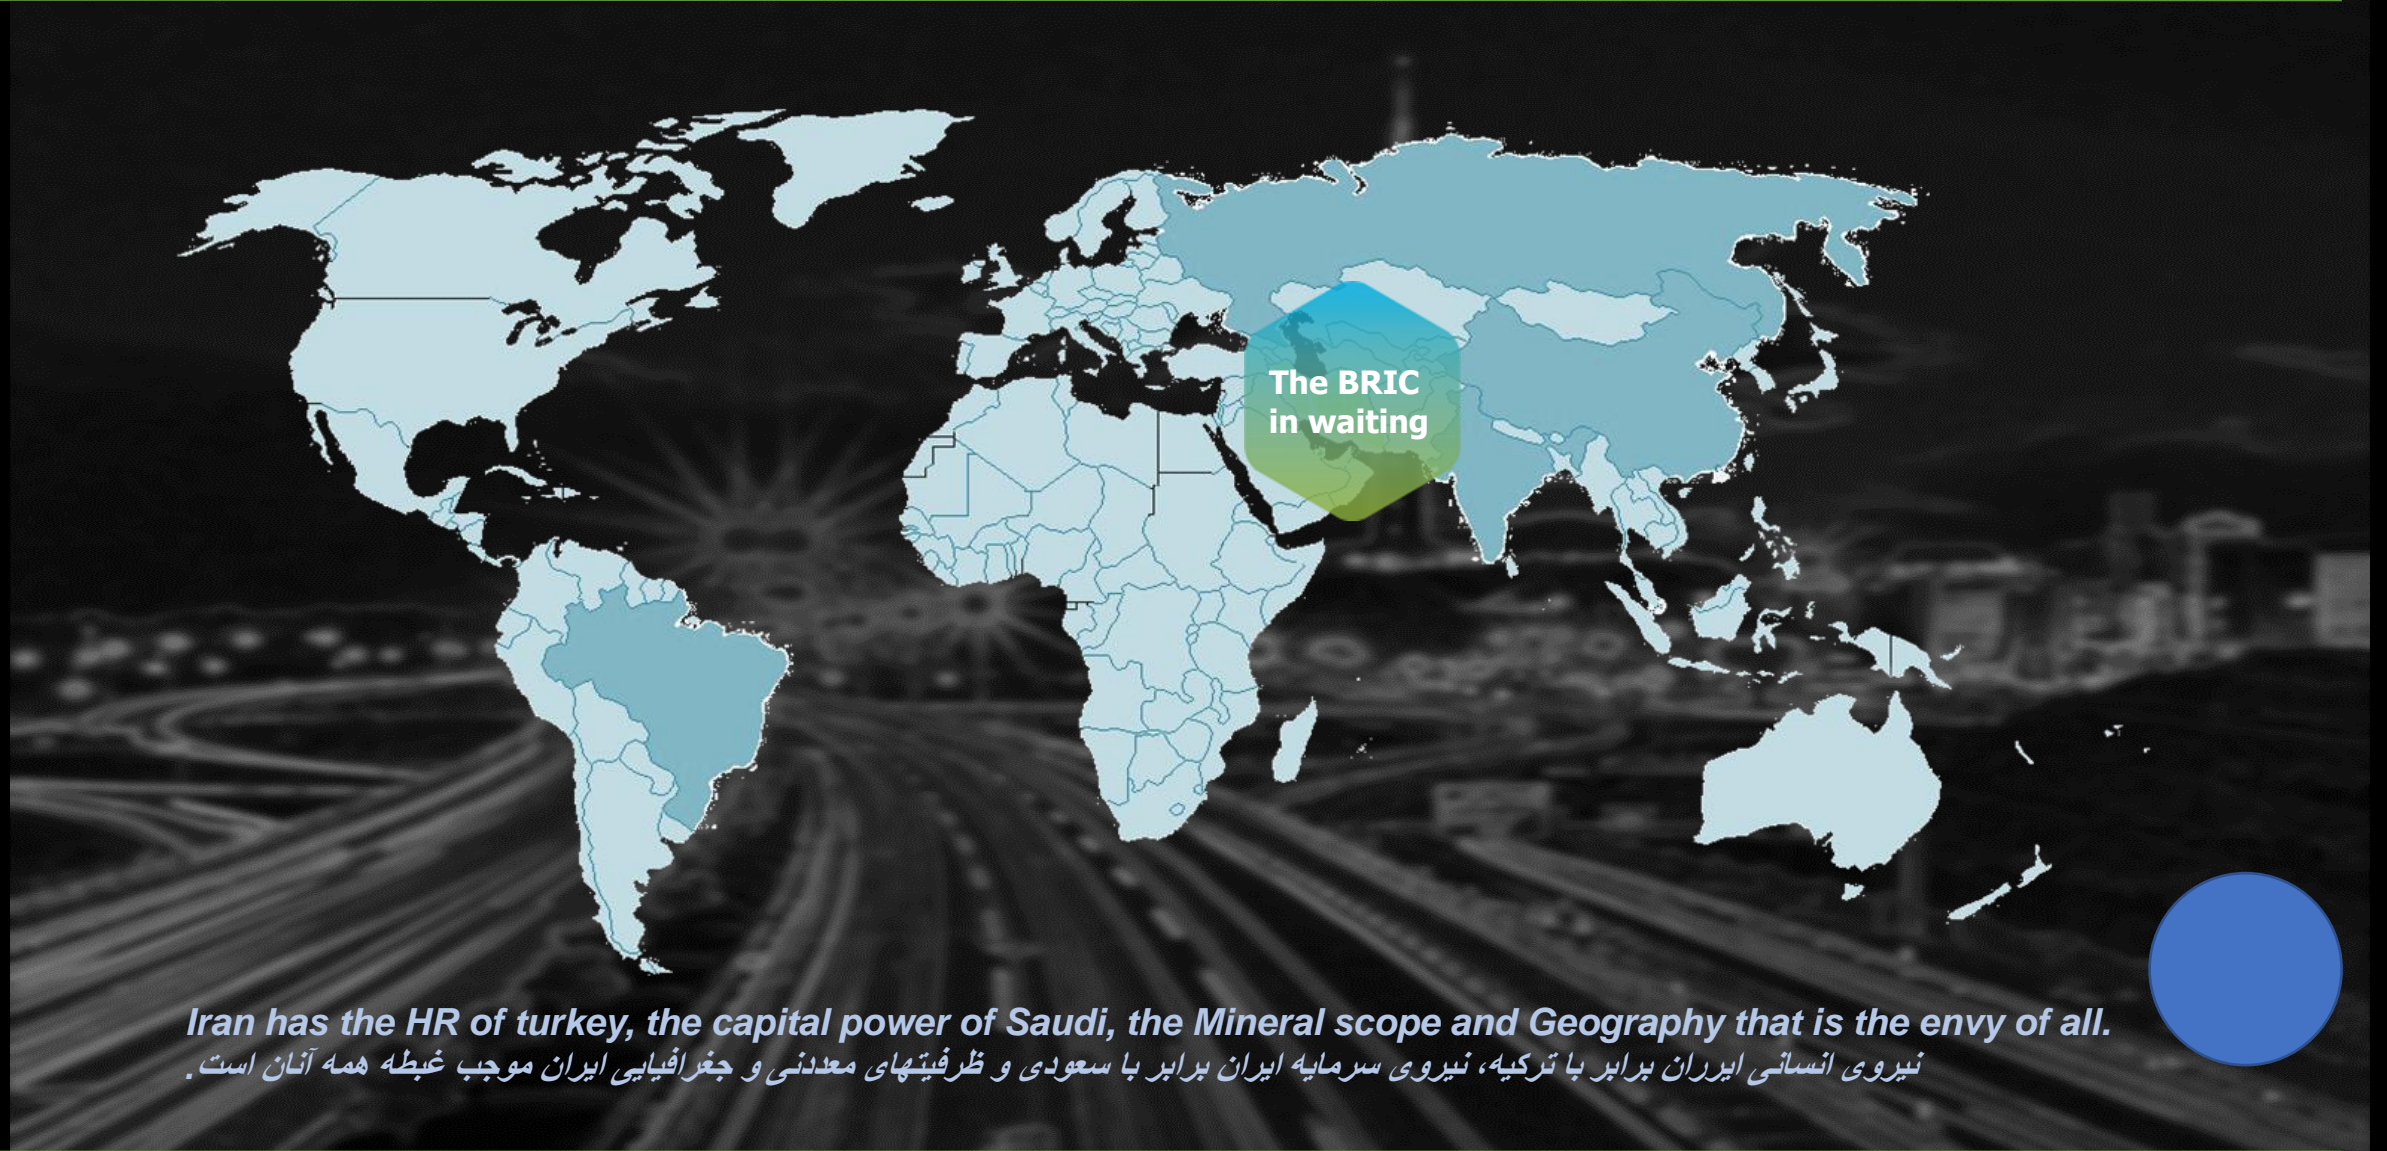 The BRIC
in waiting
Iran has the HR of turkey, the capital power of Saudi, the Mineral scope and Geography that is the envy of all.
نیروی انسانی ایرران برابر با ترکیه، نیروی سرمایه ایران برابر با سعودی و ظرفیتهای معددنی و جغرافیایی ایران موجب غبطه همه آنان است.